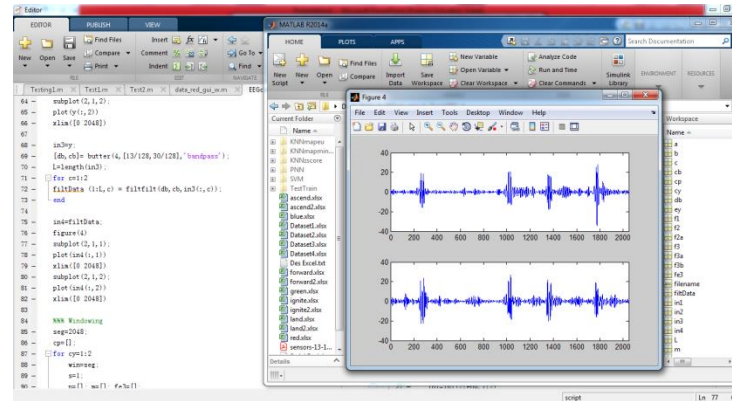 Editor
EDITOR PUBLISH VIEW
New Open Save
Find Files
Compare
Print
Insert
Comment
Indent
Go To
Find
FILE EDIT NAVIGATE
Testing1.m Test1.m Test2.m data_red_gui_w.m
64 - subplot(2,1,2);
65 - plot(y(:,2))
66 - xlim([0 2048])
67
68 - in3=y;
69 - [db,cb]= butter(4,[13/128,30/128],'bandpass');
70 - L=length(in3);
71 - for c=1:2
72 - filtData (1:L,c) = filtfilt(db,cb,in3(:,c));
73 - end
74
75 - in4=filtData;
76 - figure(4)
77 - subplot(2,1,1);
78 - plot(in4(:,1))
79 - xlim([0 2048])
80 - subplot(2,1,2);
81 - plot(in4(:,2))
82 - xlim([0 2048])
83
84 %%% Windowing
85 - seg=2048;
86 - cp=[];
87 - for cy=1:2
88 - win=seg;
89 - s=1;
MATLAB R2014a
HOME PLOTS APPS
Search Documentation
New Script
New
Open
Find Files
Compare
Import Data
Save Workspace
New Variable
Open Variable
Clear Workspace
Analyze Code
Run and Time
Clear Commands
Simulink Library
ENVIRONMENT RESOURCES
FILE
Current Folder
Name
KNNmapeu
KNNmapmin...
KNNzscore
PNN
SVM
TestTrain
ascend.xlsx
ascend2.xlsx
blue.xlsx
Dataset1.xlsx
Dataset2.xlsx
Dataset3.xlsx
Dataset4.xlsx
Des Excel.txt
forward.xlsx
forward2.xlsx
green.xlsx
ignite.xlsx
ignite2.xlsx
land.xlsx
land2.xlsx
red.xlsx
sensors-13-1...
Details
Figure 4
File Edit View Insert Tools Desktop Window Help
40
20
0
-20
-40
0 200 400 600 800 1000 1200 1400 1600 1800 2000
40
20
0
-20
-40
0 200 400 600 800 1000 1200 1400 1600 1800 2000
Workspace
Name
a
b
c
cb
cp
cy
db
ey
f1
f2
f2a
f3
f3a
f3b
fe3
filename
filtData
in1
in2
in3
in4
L
m
script Ln 77